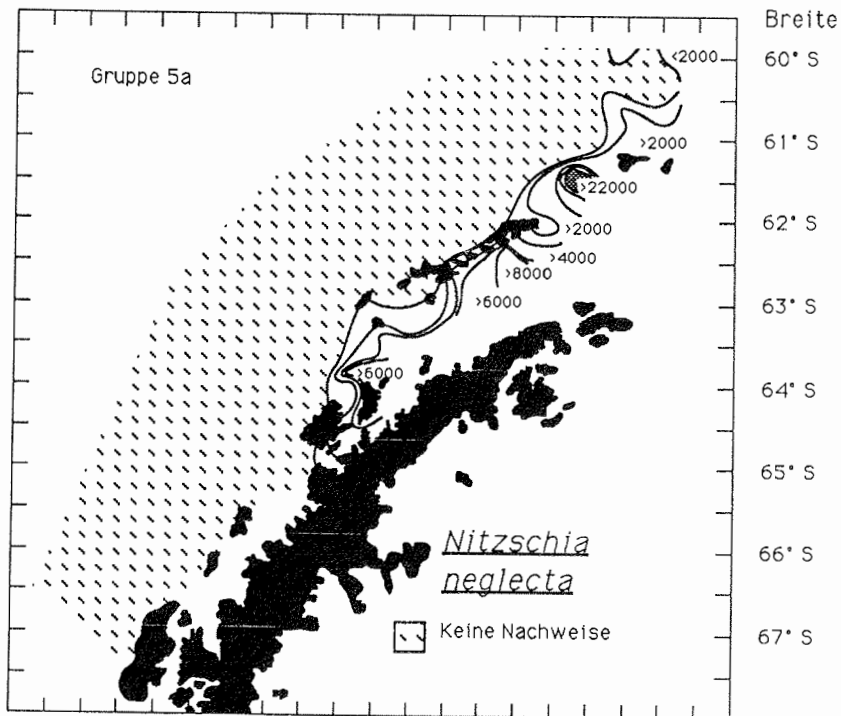 Breite
Gruppe 5a
<2000
60° S
61° S
>2000
>22000
62° S
>2000
>4000
>8000
>6000
63° S
>6000
64° S
65° S
Nitzschia
neglecta
66° S
Keine Nachweise
67° S